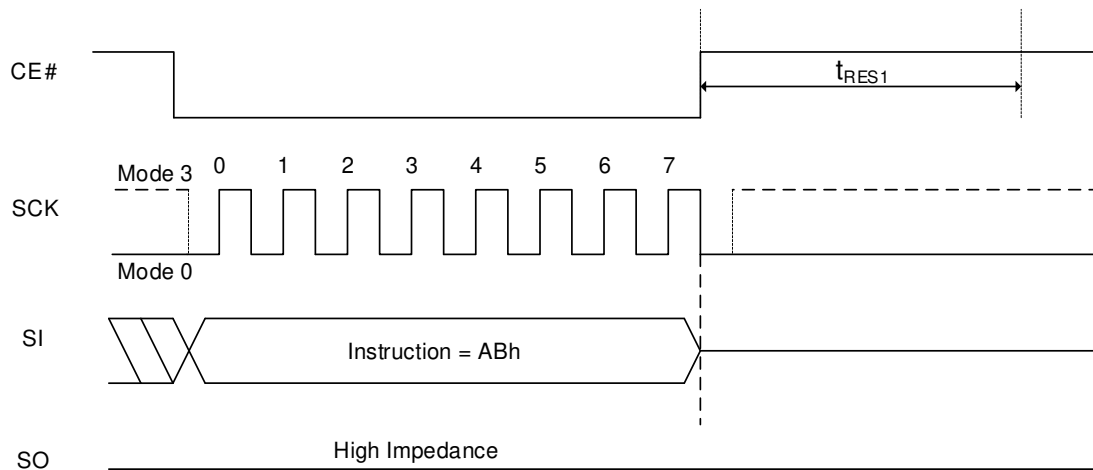 CE#
tRES1
Mode 3
0 1 2 3 4 5 6 7
SCK
Mode 0
SI
Instruction = ABh
High Impedance
SO